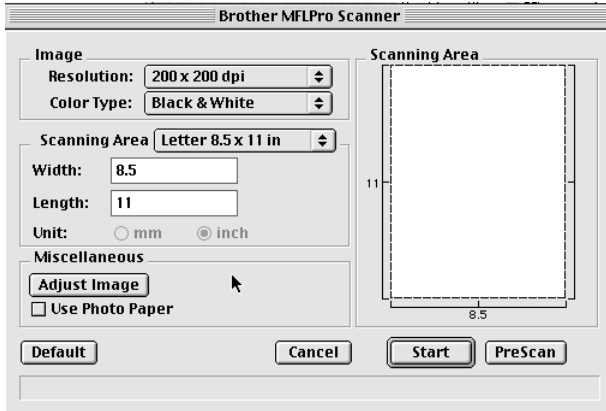 Brother MFLPro Scanner
Image
Resolution: 200 x 200 dpi
Color Type: Black & White
Scanning Area Letter 8.5 x 11 in
Width: 8.5
Length: 11
Unit: mm inch
Miscellaneous
Adjust Image
Use Photo Paper
Scanning Area
11
8.5
Default Cancel Start PreScan